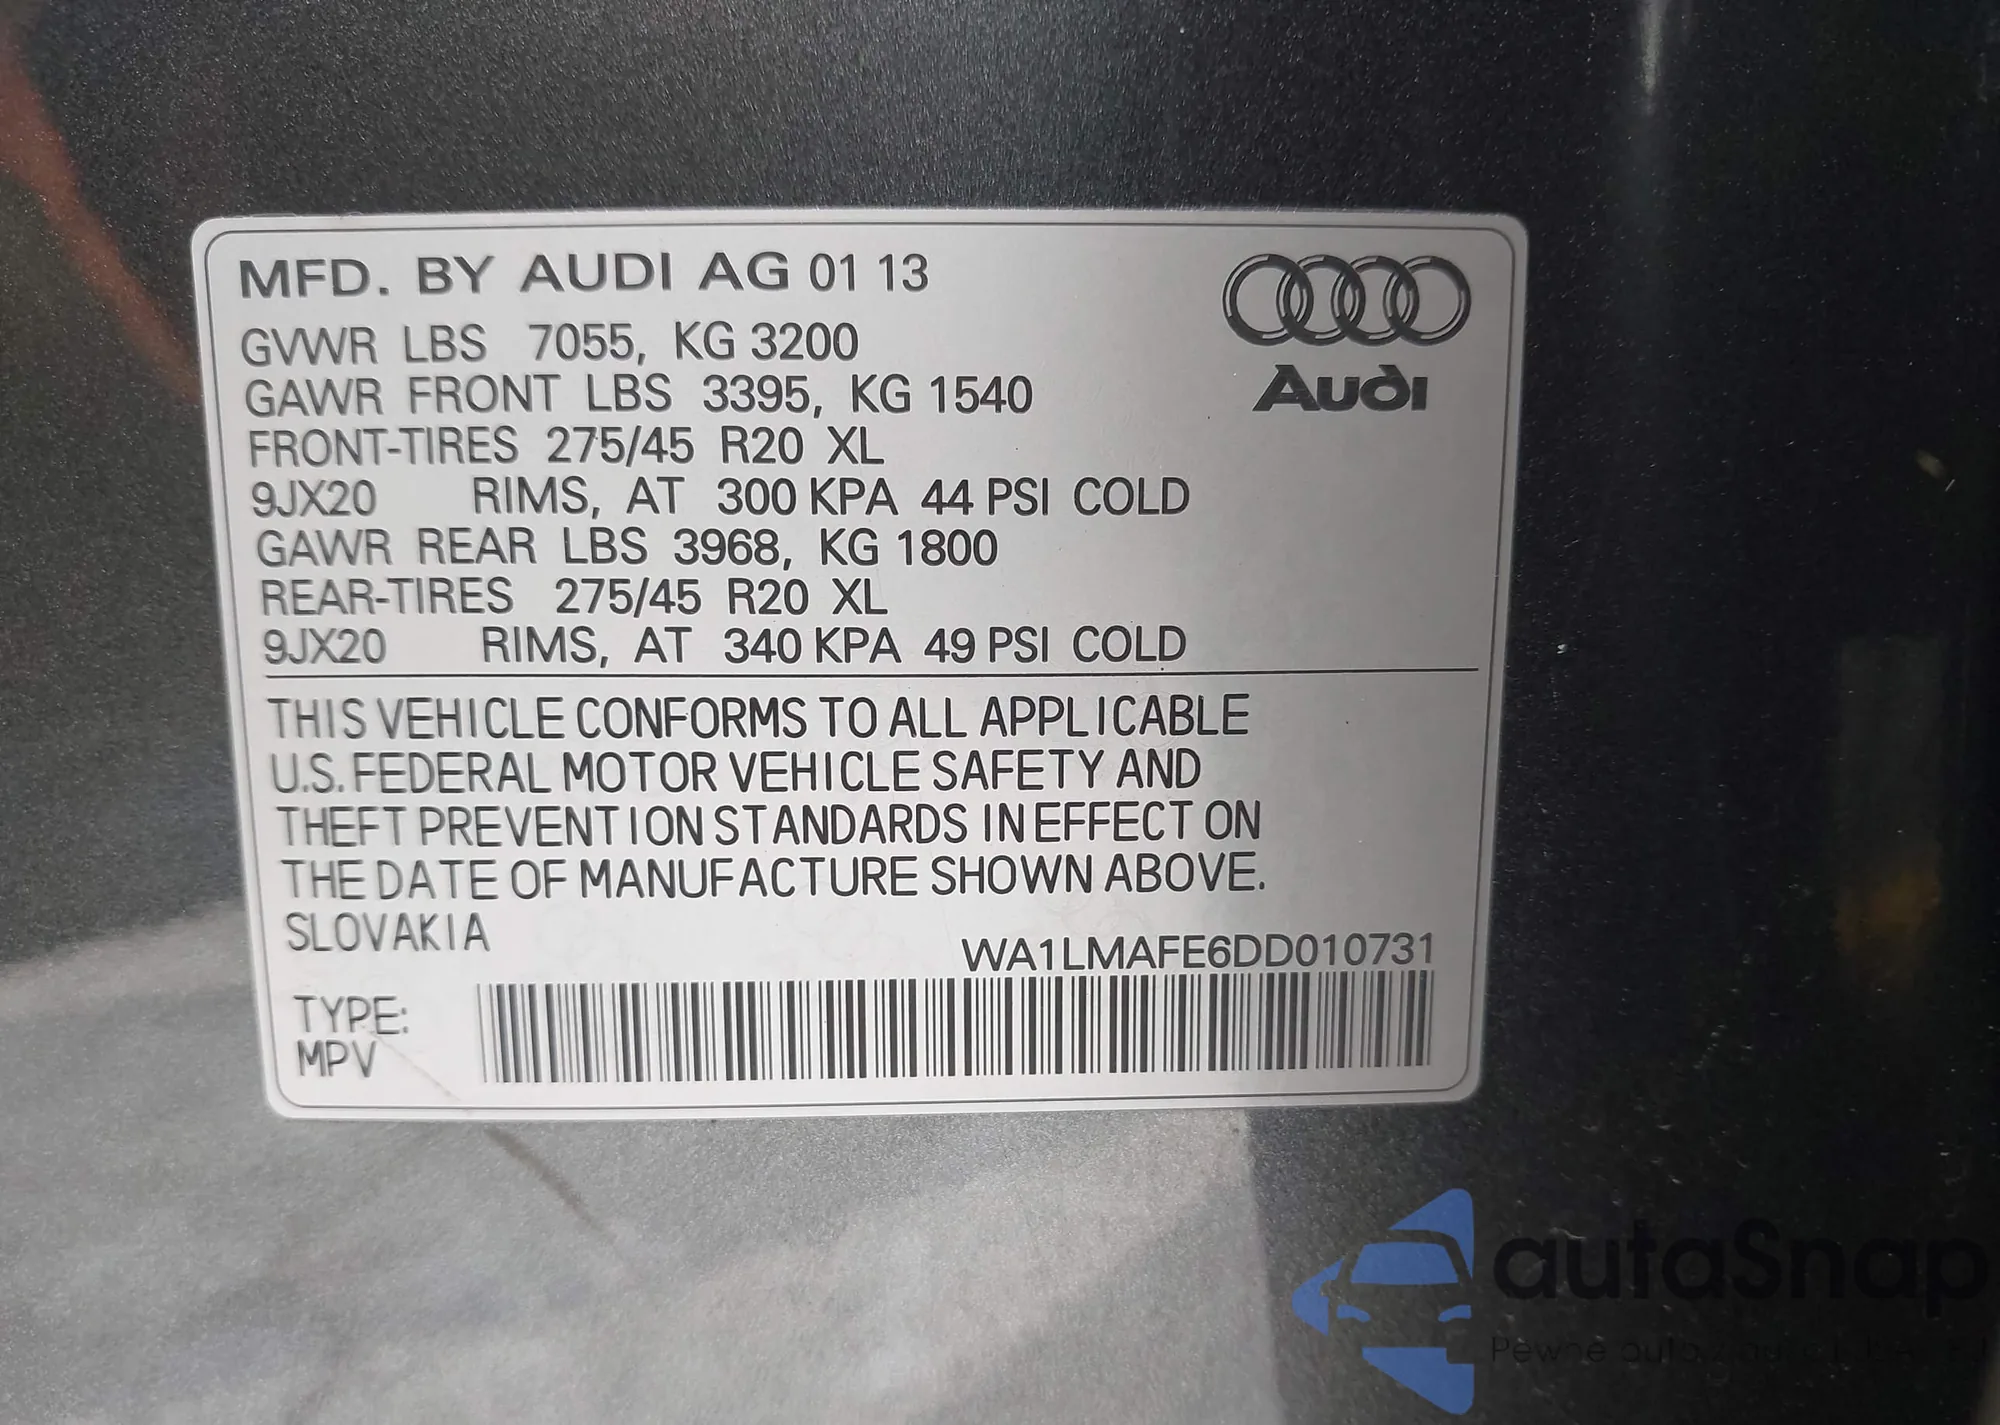 MFD. BY AUDI AG 01 13
GVWR LBS 7055, KG 3200
GAWR FRONT LBS 3395, KG 1540
FRONT-TIRES 275/45 R20 XL
9JX20 RIMS, AT 300 KPA 44 PSI COLD
GAWR REAR LBS 3968, KG 1800
REAR-TIRES 275/45 R20 XL
9JX20 RIMS, AT 340 KPA 49 PSI COLD
Audi
THIS VEHICLE CONFORMS TO ALL APPLICABLE
U.S. FEDERAL MOTOR VEHICLE SAFETY AND
THEFT PREVENTION STANDARDS IN EFFECT ON
THE DATE OF MANUFACTURE SHOWN ABOVE.
SLOVAKIA
WA1LMAFE6DD010731
TYPE:
MPV
autaSnap
Pewne auta z